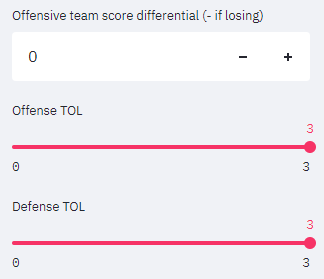 Offensive team score differential (- if losing)
0 - +
Offense TOL
3
0 3
Defense TOL
3
0 3